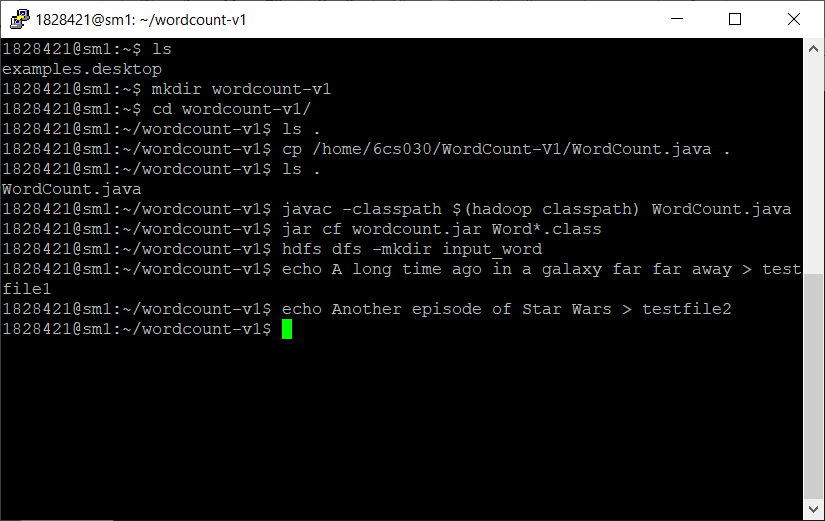 1828421@sm1: ~/wordcount-v1
1828421@sm1:~$ ls
examples.desktop
1828421@sm1:~$ mkdir wordcount-v1
1828421@sm1:~$ cd wordcount-v1/
1828421@sm1:~/wordcount-v1$ ls .
1828421@sm1:~/wordcount-v1$ cp /home/6cs030/WordCount-V1/WordCount.java .
1828421@sm1:~/wordcount-v1$ ls .
WordCount.java
1828421@sm1:~/wordcount-v1$ javac -classpath $(hadoop classpath) WordCount.java
1828421@sm1:~/wordcount-v1$ jar cf wordcount.jar Word*.class
1828421@sm1:~/wordcount-v1$ hdfs dfs -mkdir input_word
1828421@sm1:~/wordcount-v1$ echo A long time ago in a galaxy far far away > test
file1
1828421@sm1:~/wordcount-v1$ echo Another episode of Star Wars > testfile2
1828421@sm1:~/wordcount-v1$